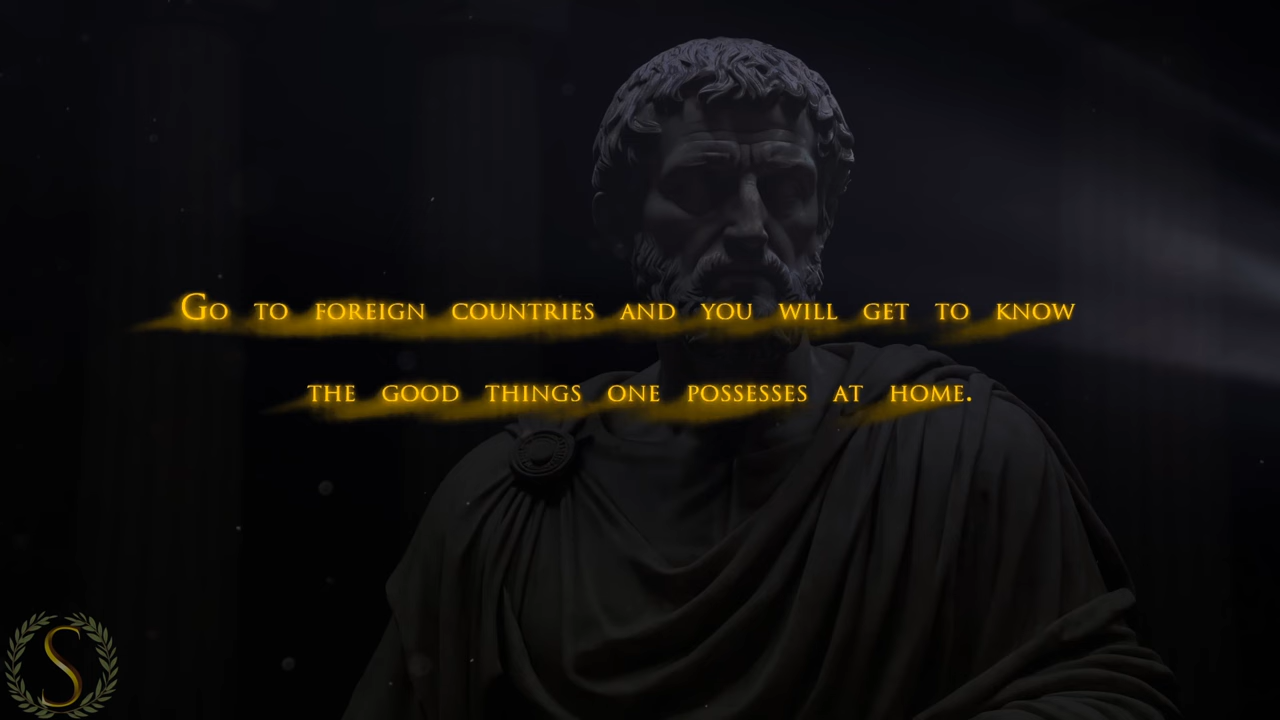 Go to foreign countries and you will get to know
the good things one possesses at home.
S